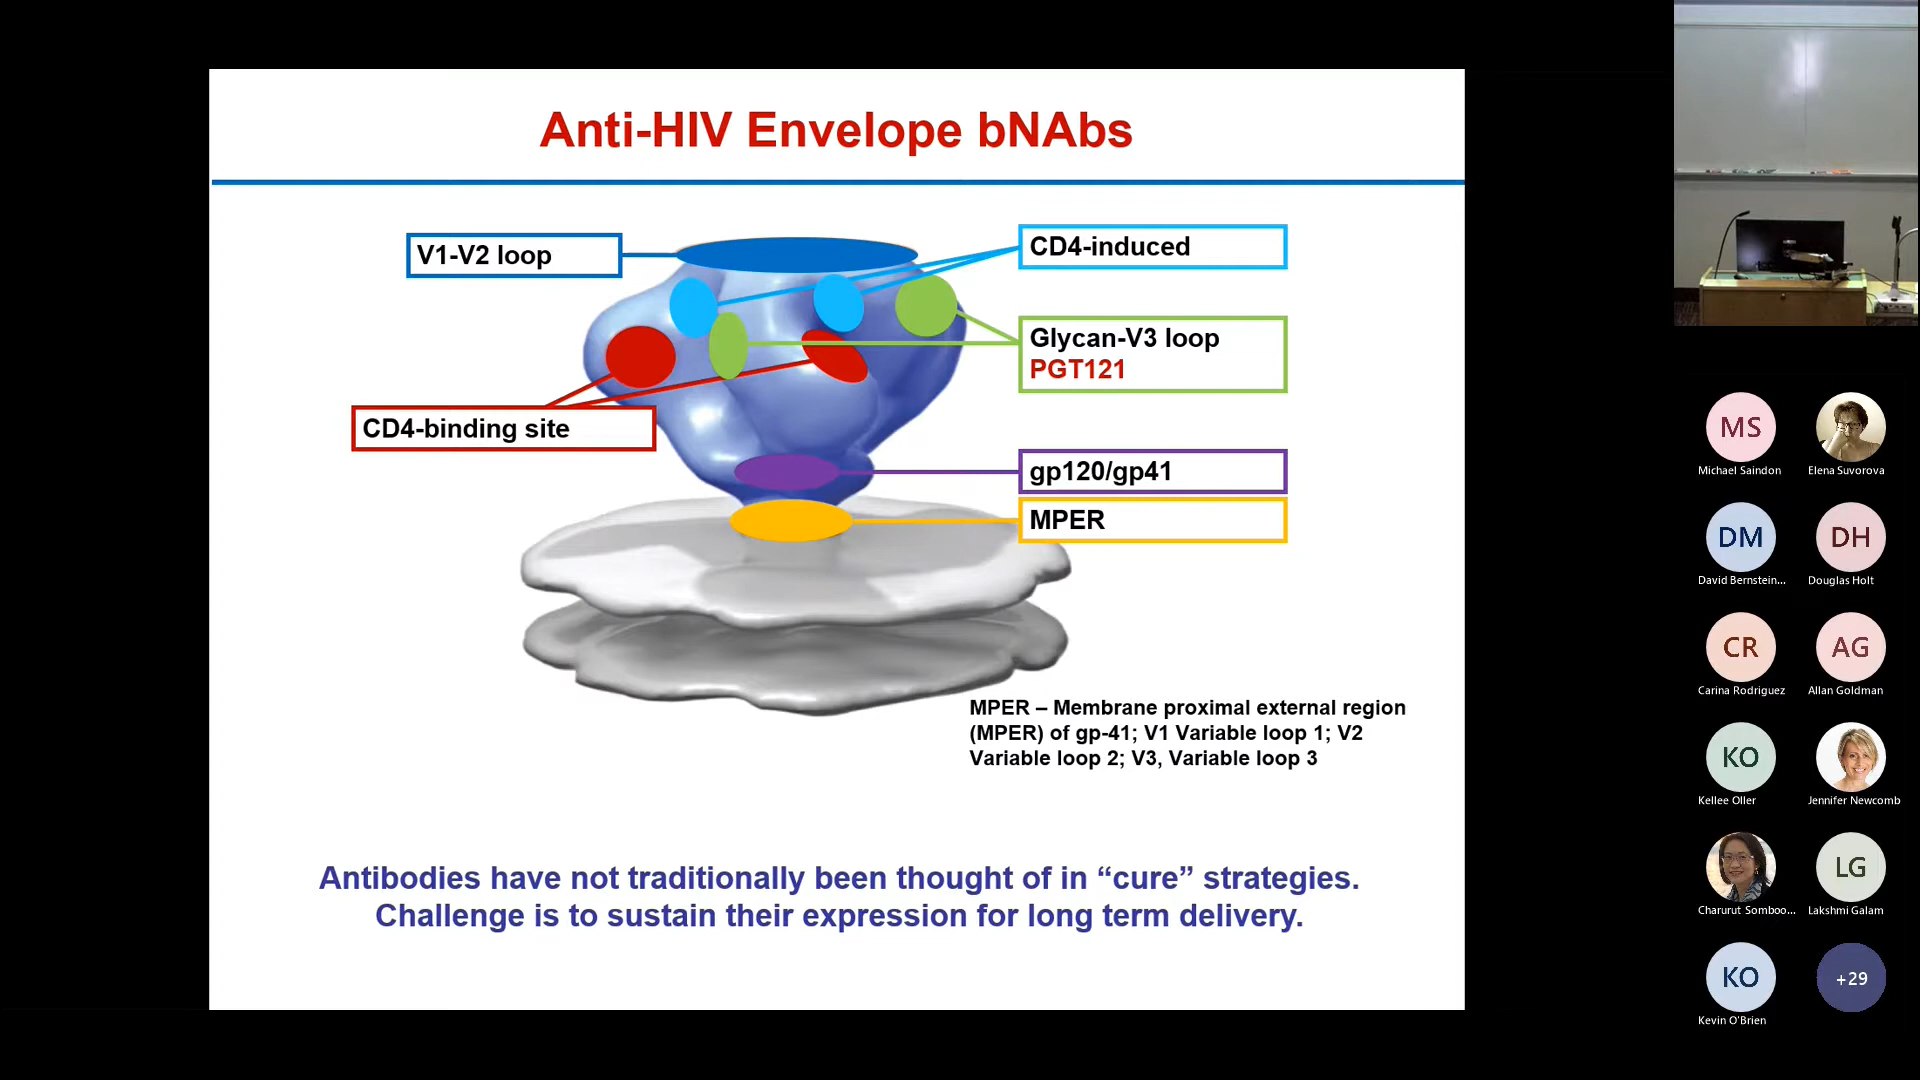 Anti-HIV Envelope bNAbs
V1-V2 loop
CD4-induced
Glycan-V3 loop
PGT121
CD4-binding site
gp120/gp41
MPER
MPER – Membrane proximal external region
(MPER) of gp-41; V1 Variable loop 1; V2
Variable loop 2; V3, Variable loop 3
Antibodies have not traditionally been thought of in “cure” strategies.
Challenge is to sustain their expression for long term delivery.
MS
Michael Saindon
Elena Suvorova
DM
David Bernstein...
DH
Douglas Holt
CR
Carina Rodriguez
AG
Allan Goldman
KO
Kellee Oller
Jennifer Newcomb
Charurut Somboo...
LG
Lakshmi Galam
KO
Kevin O'Brien
+29